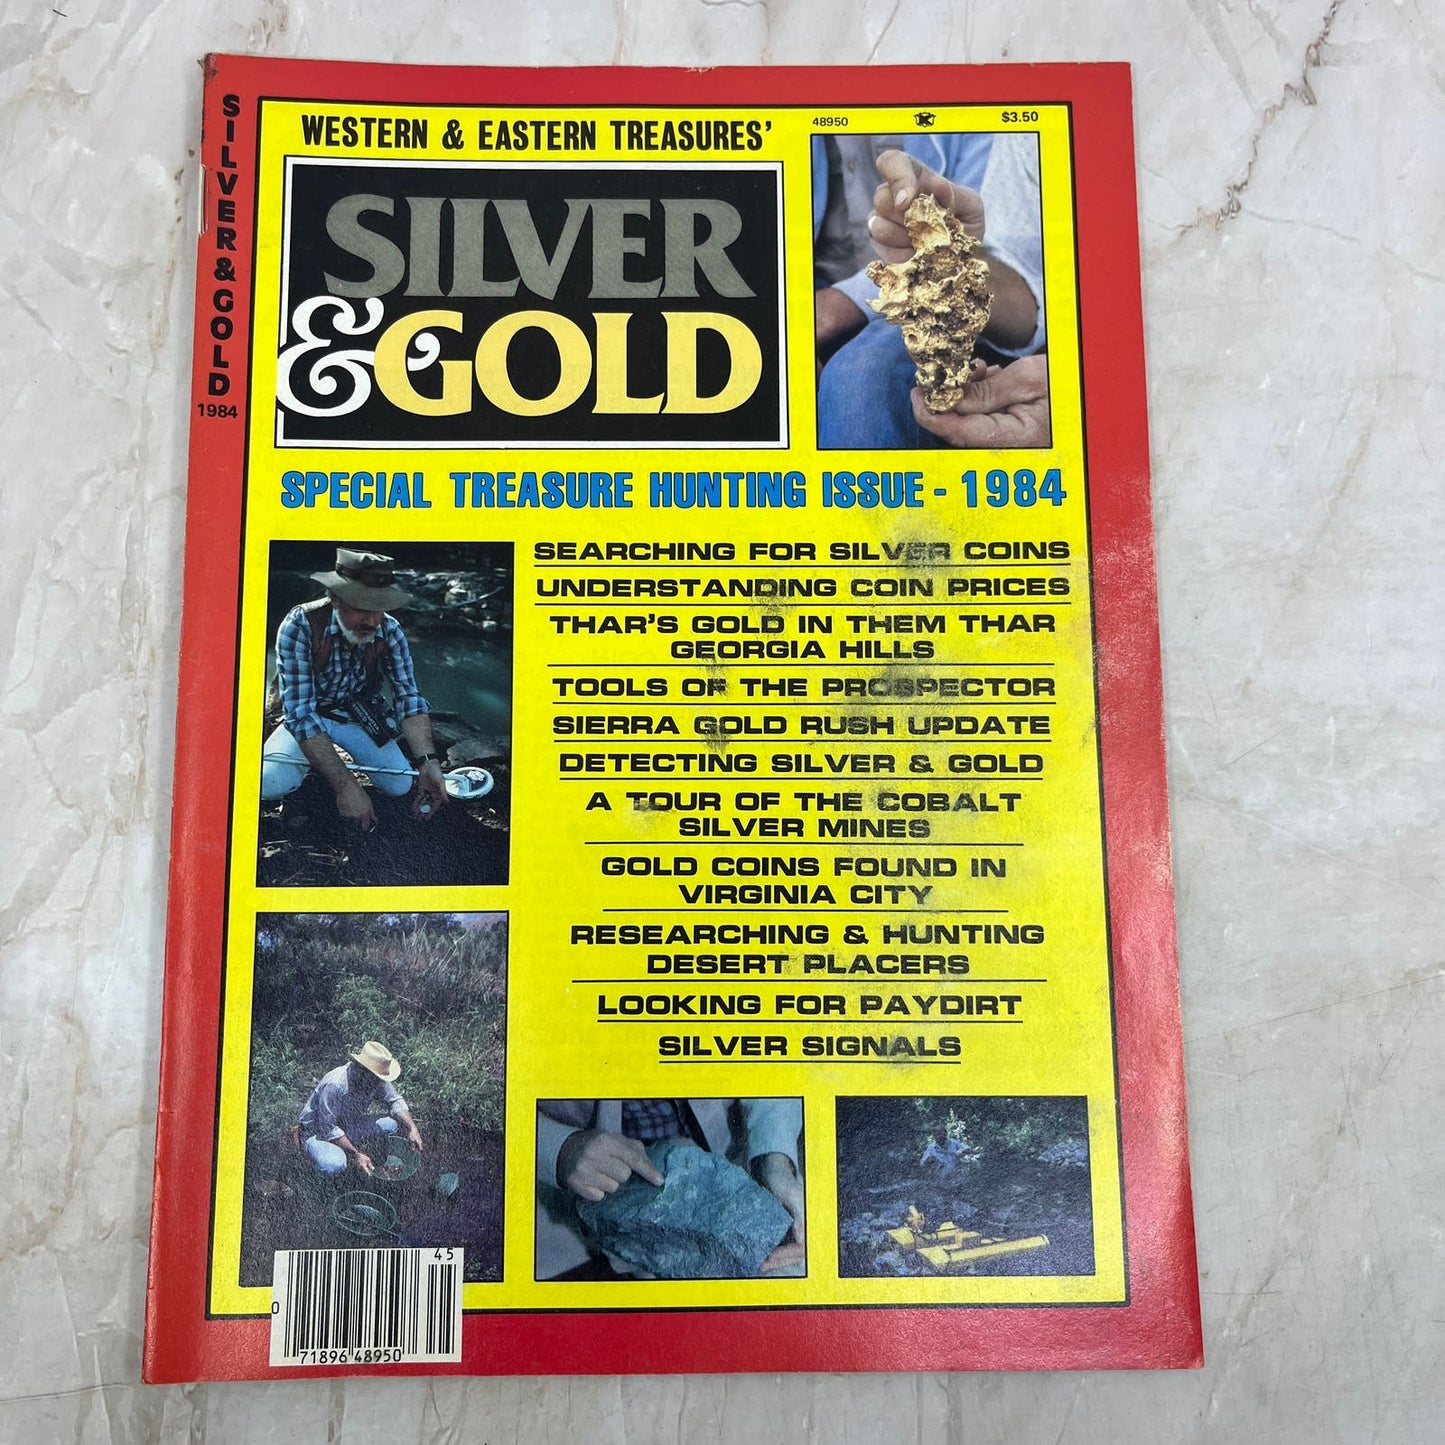 SILVER & GOLD
1984
WESTERN & EASTERN TREASURES'
48950
K
$3.50
SILVER
& GOLD
SPECIAL TREASURE HUNTING ISSUE - 1984
SEARCHING FOR SILVER COINS
UNDERSTANDING COIN PRICES
THAR'S GOLD IN THEM THAR
GEORGIA HILLS
TOOLS OF THE PROSPECTOR
SIERRA GOLD RUSH UPDATE
DETECTING SILVER & GOLD
A TOUR OF THE COBALT
SILVER MINES
GOLD COINS FOUND IN
VIRGINIA CITY
RESEARCHING & HUNTING
DESERT PLACERS
LOOKING FOR PAYDIRT
SILVER SIGNALS
45
0
71896 48950